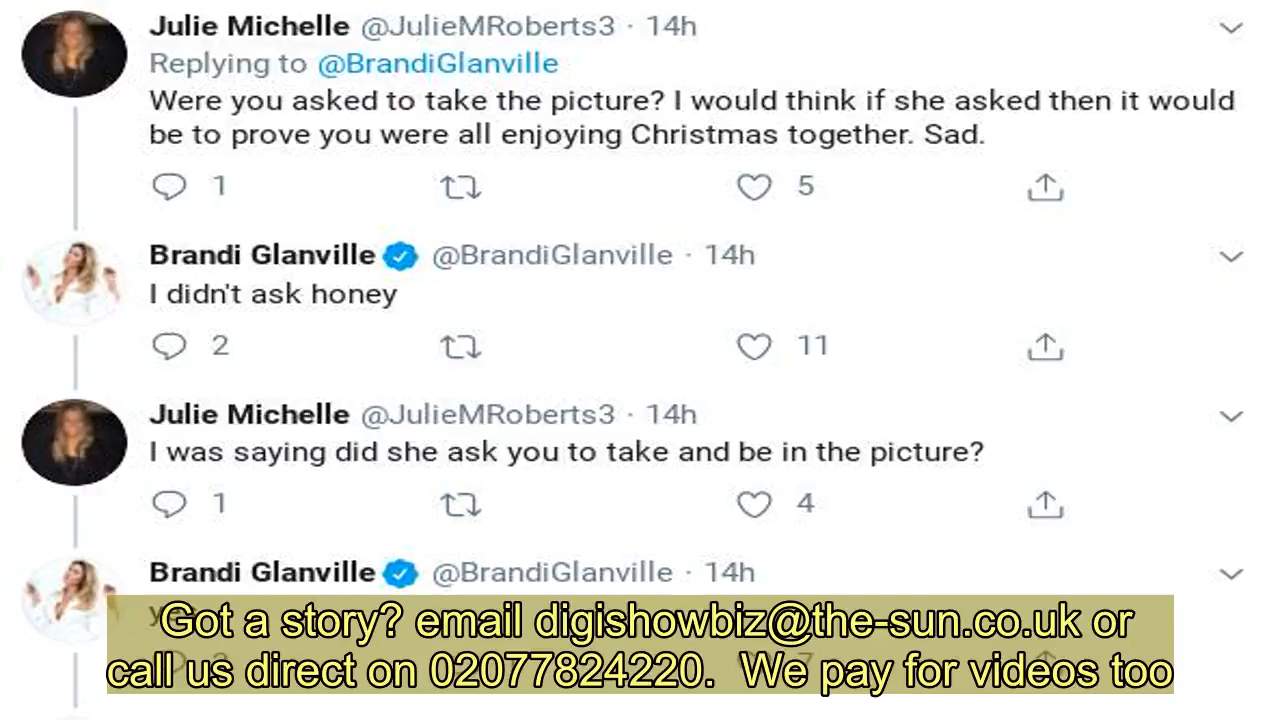 Julie Michelle @JulieMRoberts3 · 14h
Replying to @BrandiGlanville
Were you asked to take the picture? I would think if she asked then it would
be to prove you were all enjoying Christmas together. Sad.
1 5
Brandi Glanville @BrandiGlanville · 14h
I didn't ask honey
2 11
Julie Michelle @JulieMRoberts3 · 14h
I was saying did she ask you to take and be in the picture?
1 4
Brandi Glanville @BrandiGlanville · 14h
Got a story? email digishowbiz@the-sun.co.uk or
call us direct on 02077824220. We pay for videos too